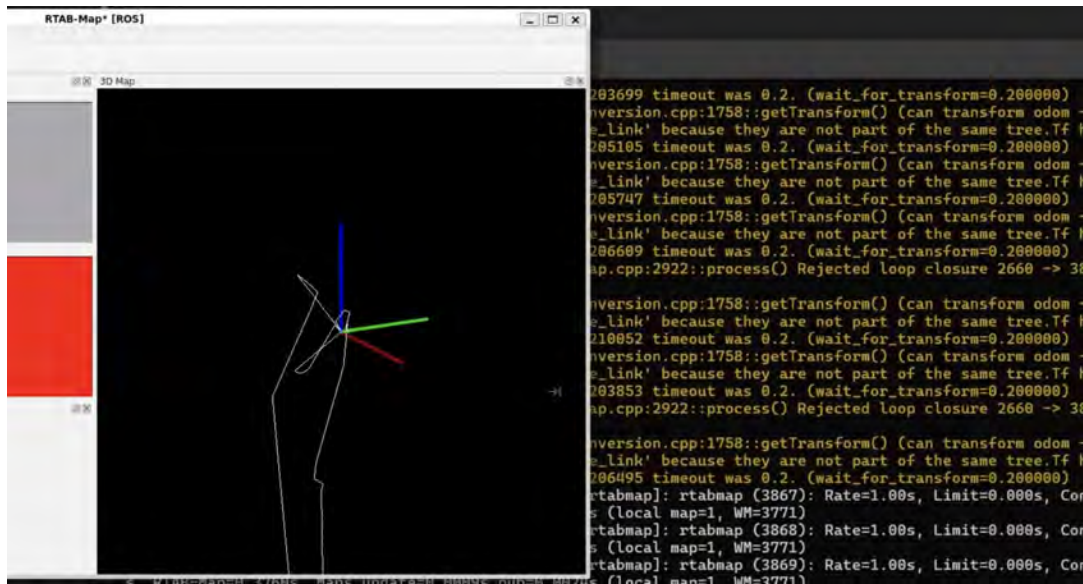 RTAB-Map* [ROS]
3D Map
203699 timeout was 0.2. (wait_for_transform=0.200000)
nversion.cpp:1758::getTransform() (can transform odom -
e_link' because they are not part of the same tree.Tf h
205105 timeout was 0.2. (wait_for_transform=0.200000)
nversion.cpp:1758::getTransform() (can transform odom -
e_link' because they are not part of the same tree.Tf h
205747 timeout was 0.2. (wait_for_transform=0.200000)
nversion.cpp:1758::getTransform() (can transform odom -
e_link' because they are not part of the same tree.Tf h
206609 timeout was 0.2. (wait_for_transform=0.200000)
ap.cpp:2922::process() Rejected loop closure 2660 -> 38
nversion.cpp:1758::getTransform() (can transform odom -
e_link' because they are not part of the same tree.Tf h
210052 timeout was 0.2. (wait_for_transform=0.200000)
nversion.cpp:1758::getTransform() (can transform odom -
e_link' because they are not part of the same tree.Tf h
203853 timeout was 0.2. (wait_for_transform=0.200000)
ap.cpp:2922::process() Rejected loop closure 2660 -> 38
nversion.cpp:1758::getTransform() (can transform odom -
e_link' because they are not part of the same tree.Tf h
206495 timeout was 0.2. (wait_for_transform=0.200000)
rtabmap]: rtabmap (3867): Rate=1.00s, Limit=0.000s, Con
s (local map=1, WM=3771)
rtabmap]: rtabmap (3868): Rate=1.00s, Limit=0.000s, Con
s (local map=1, WM=3771)
rtabmap]: rtabmap (3869): Rate=1.00s, Limit=0.000s, Con
s (local map=1, WM=3771)